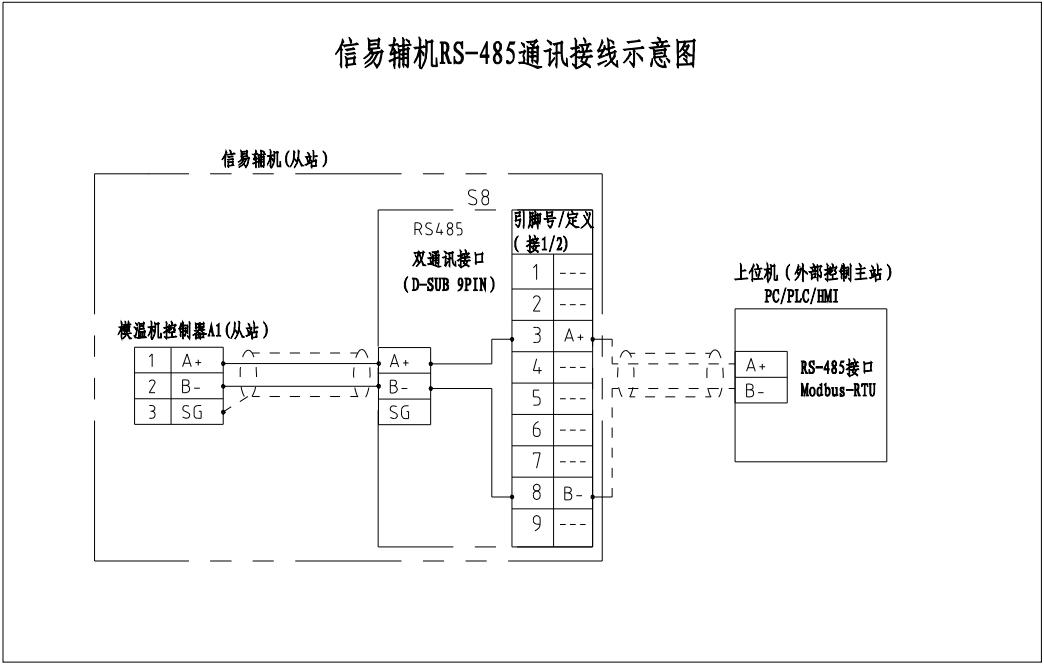 信易辅机RS-485通讯接线示意图
信易辅机(从站)
S8
RS485
双通讯接口
(D-SUB 9PIN)
引脚号/定义
(接1/2)
1 ---
2 ---
3 A+
4 ---
5 ---
6 ---
7 ---
8 B-
9 ---
模温机控制器A1(从站)
1 A+
2 B-
3 SG
A+
B-
SG
上位机(外部控制主站)
PC/PLC/HMI
A+
B-
RS-485接口
Modbus-RTU